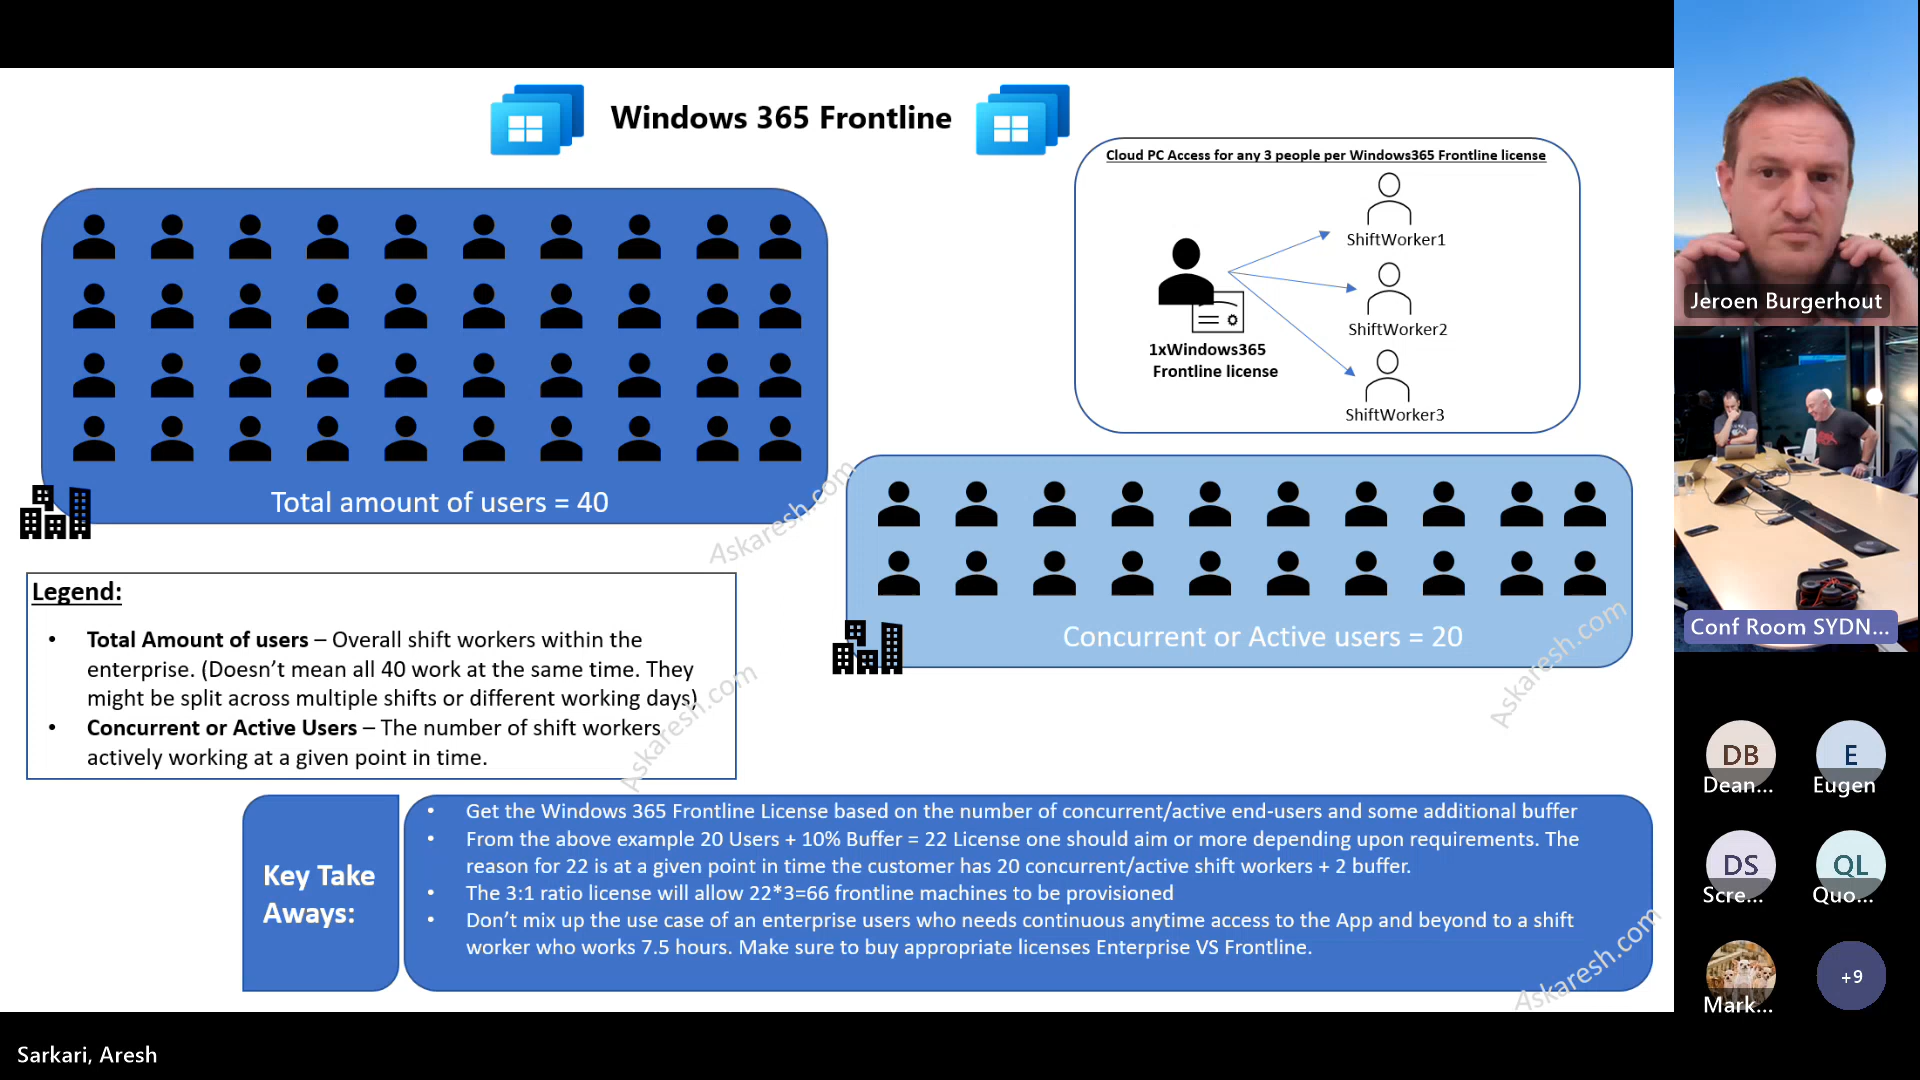 Windows 365 Frontline
Cloud PC Access for any 3 people per Windows365 Frontline license
ShiftWorker1
ShiftWorker2
1xWindows365
Frontline license
ShiftWorker3
Total amount of users = 40
Askaresh.com
Concurrent or Active users = 20
Askaresh.com
Legend:
• Total Amount of users – Overall shift workers within the
enterprise. (Doesn't mean all 40 work at the same time. They
might be split across multiple shifts or different working days)
• Concurrent or Active Users – The number of shift workers
actively working at a given point in time.
Askaresh.com
Key Take
Aways:
• Get the Windows 365 Frontline License based on the number of concurrent/active end-users and some additional buffer
• From the above example 20 Users + 10% Buffer = 22 License one should aim or more depending upon requirements. The
reason for 22 is at a given point in time the customer has 20 concurrent/active shift workers + 2 buffer.
• The 3:1 ratio license will allow 22*3=66 frontline machines to be provisioned
• Don't mix up the use case of an enterprise users who needs continuous anytime access to the App and beyond to a shift
worker who works 7.5 hours. Make sure to buy appropriate licenses Enterprise VS Frontline.
Askaresh.com
Sarkari, Aresh
Jeroen Burgerhout
Conf Room SYDN...
DB
Dean...
E
Eugen
DS
Scre...
QL
Quo...
Mark...
+9